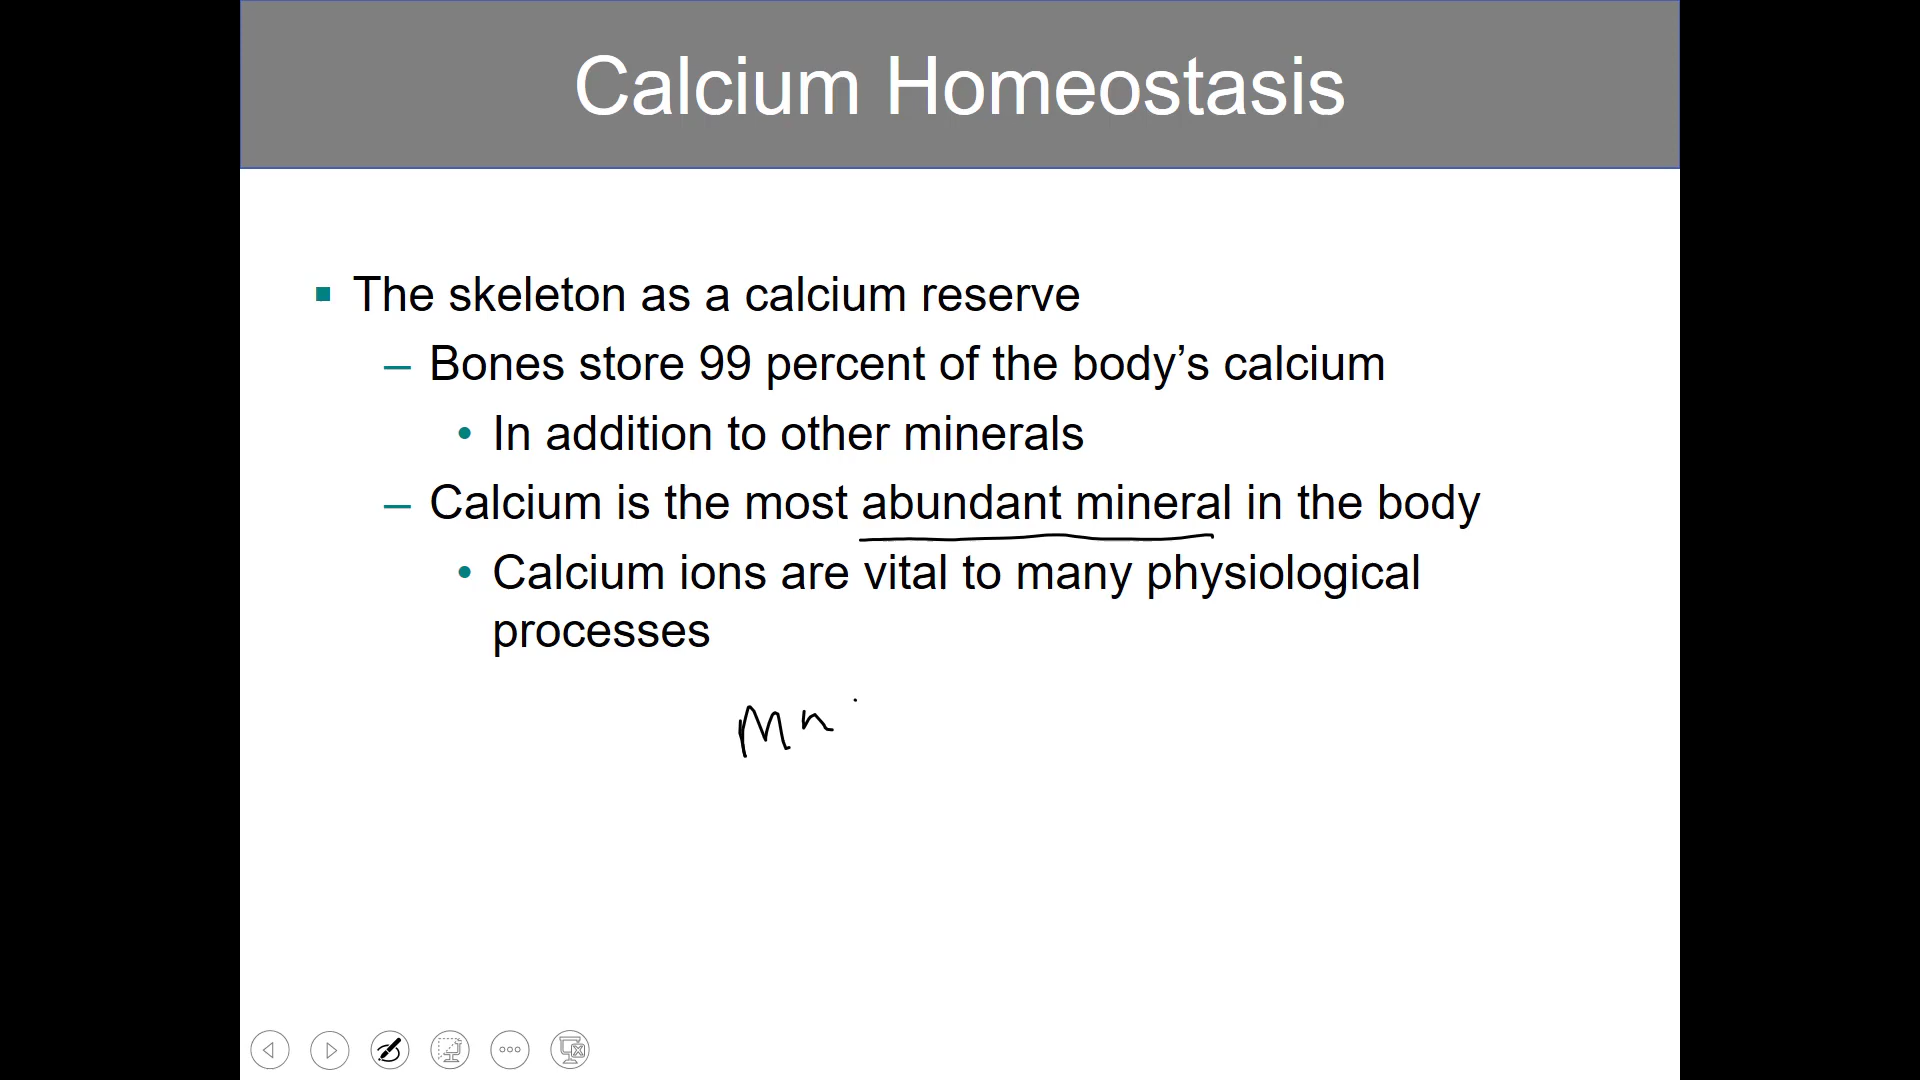 Calcium Homeostasis
The skeleton as a calcium reserve
– Bones store 99 percent of the body’s calcium
• In addition to other minerals
– Calcium is the most abundant mineral in the body
• Calcium ions are vital to many physiological
processes